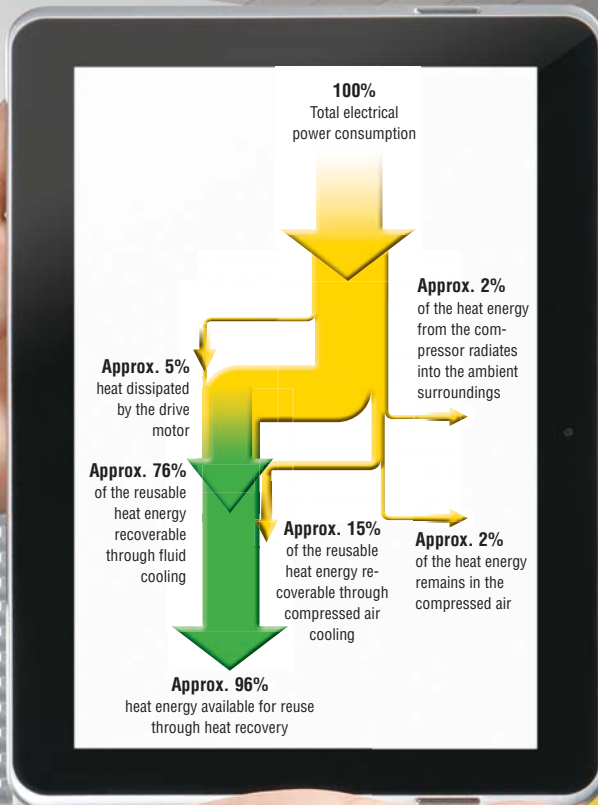 100%
Total electrical
power consumption
Approx. 2%
of the heat energy
from the com-
pressor radiates
into the ambient
surroundings
Approx. 5%
heat dissipated
by the drive
motor
Approx. 76%
of the reusable
heat energy
recoverable
through fluid
cooling
Approx. 15%
of the reusable
heat energy re-
coverable through
compressed air
cooling
Approx. 2%
of the heat energy
remains in the
compressed air
Approx. 96%
heat energy available for reuse
through heat recovery